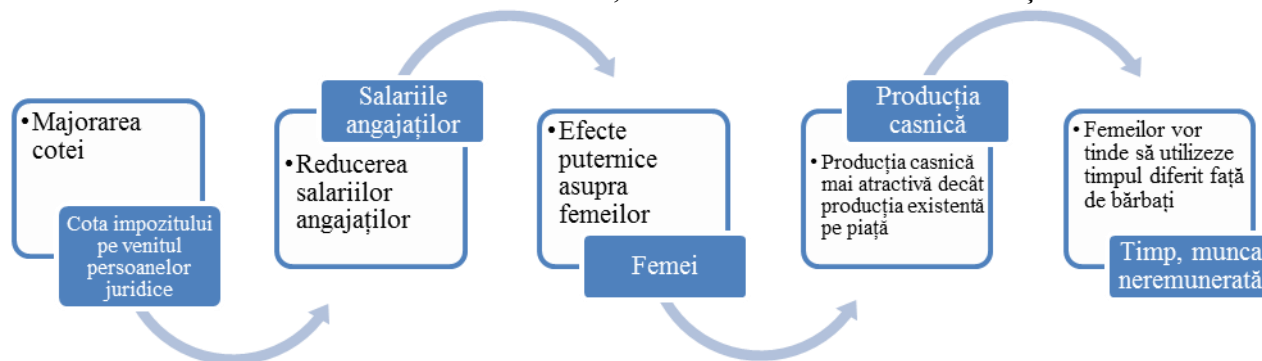 •Majorarea
cotei
Cota impozitului
pe venitul
persoanelor
juridice
Salariile
angajaților
•Reducerea
salariilor
angajaților
•Efecte
puternice
asupra
femeilor
Femei
Producția
casnică
•Producția casnică
mai atractivă decât
producția existentă
pe piață
•Femeilor vor
tinde să utilizeze
timpul diferit față
de bărbați
Timp, munca
neremunerată